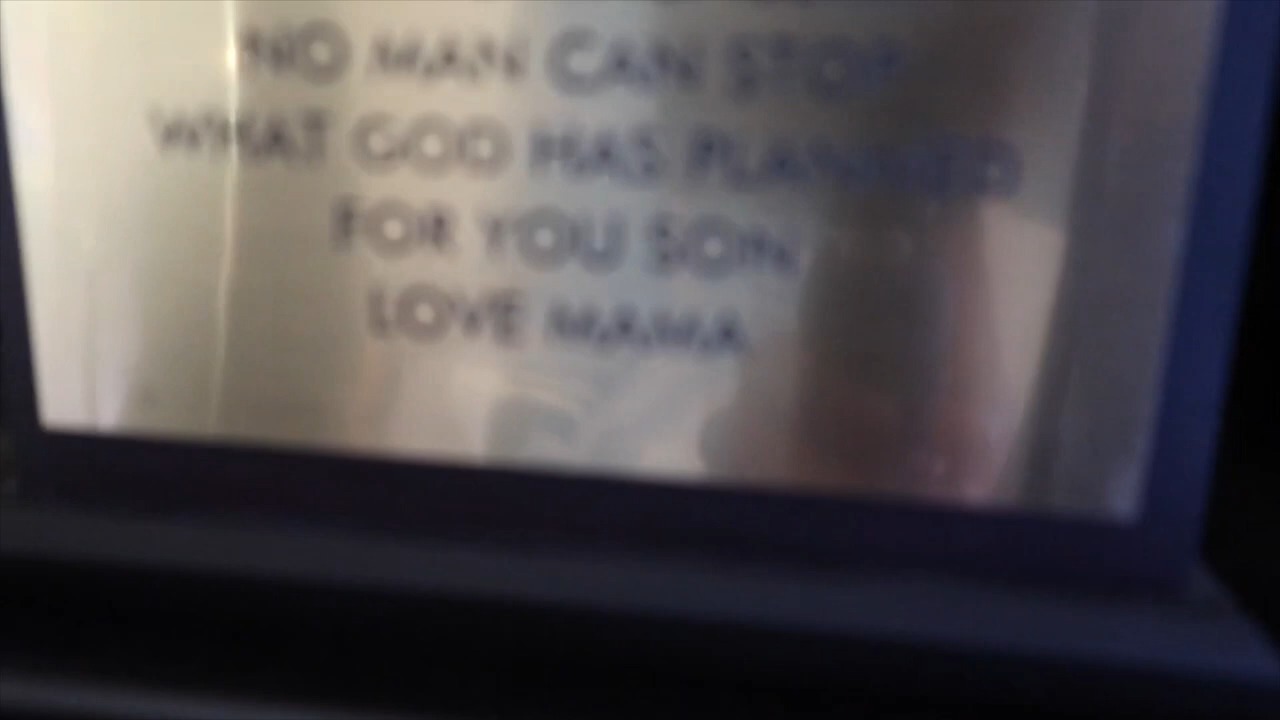 NO MAN CAN STOP
WHAT GOD HAS PLANNED
FOR YOU SON
LOVE MAMA